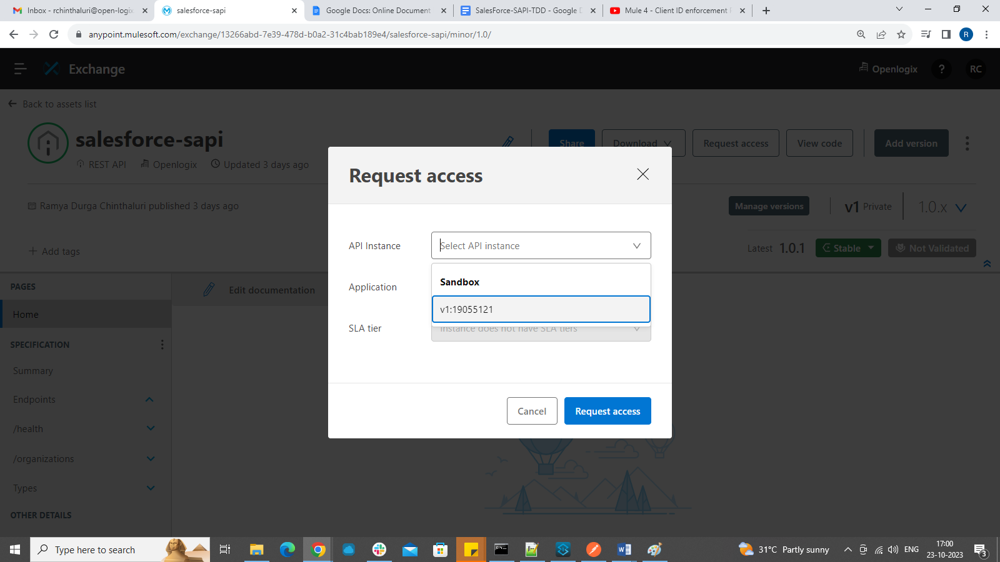 Inbox - rchinthaluri@open-logix
salesforce-sapi
Google Docs: Online Document
SalesForce-SAPI-TDD - Google D
Mule 4 - Client ID enforcement P
anypoint.mulesoft.com/exchange/13266abd-7e39-478d-b0a2-31c4bab189e4/salesforce-sapi/minor/1.0/
R
Exchange
Openlogix
?
RC
Back to assets list
salesforce-sapi
Share
Download
Request access
View code
Add version
REST API
Openlogix
Updated 3 days ago
Ramya Durga Chinthaluri published 3 days ago
Manage versions
v1 Private
1.0.x
Add tags
Latest 1.0.1
Stable
Not Validated
PAGES
Edit documentation
Home
SPECIFICATION
Summary
Endpoints
/health
/organizations
Types
OTHER DETAILS
Request access
API Instance
Select API instance
Sandbox
v1:19055121
Application
SLA tier
Instance does not have SLA tiers
Cancel
Request access
Type here to search
31°C Partly sunny
ENG
17:00
23-10-2023
3